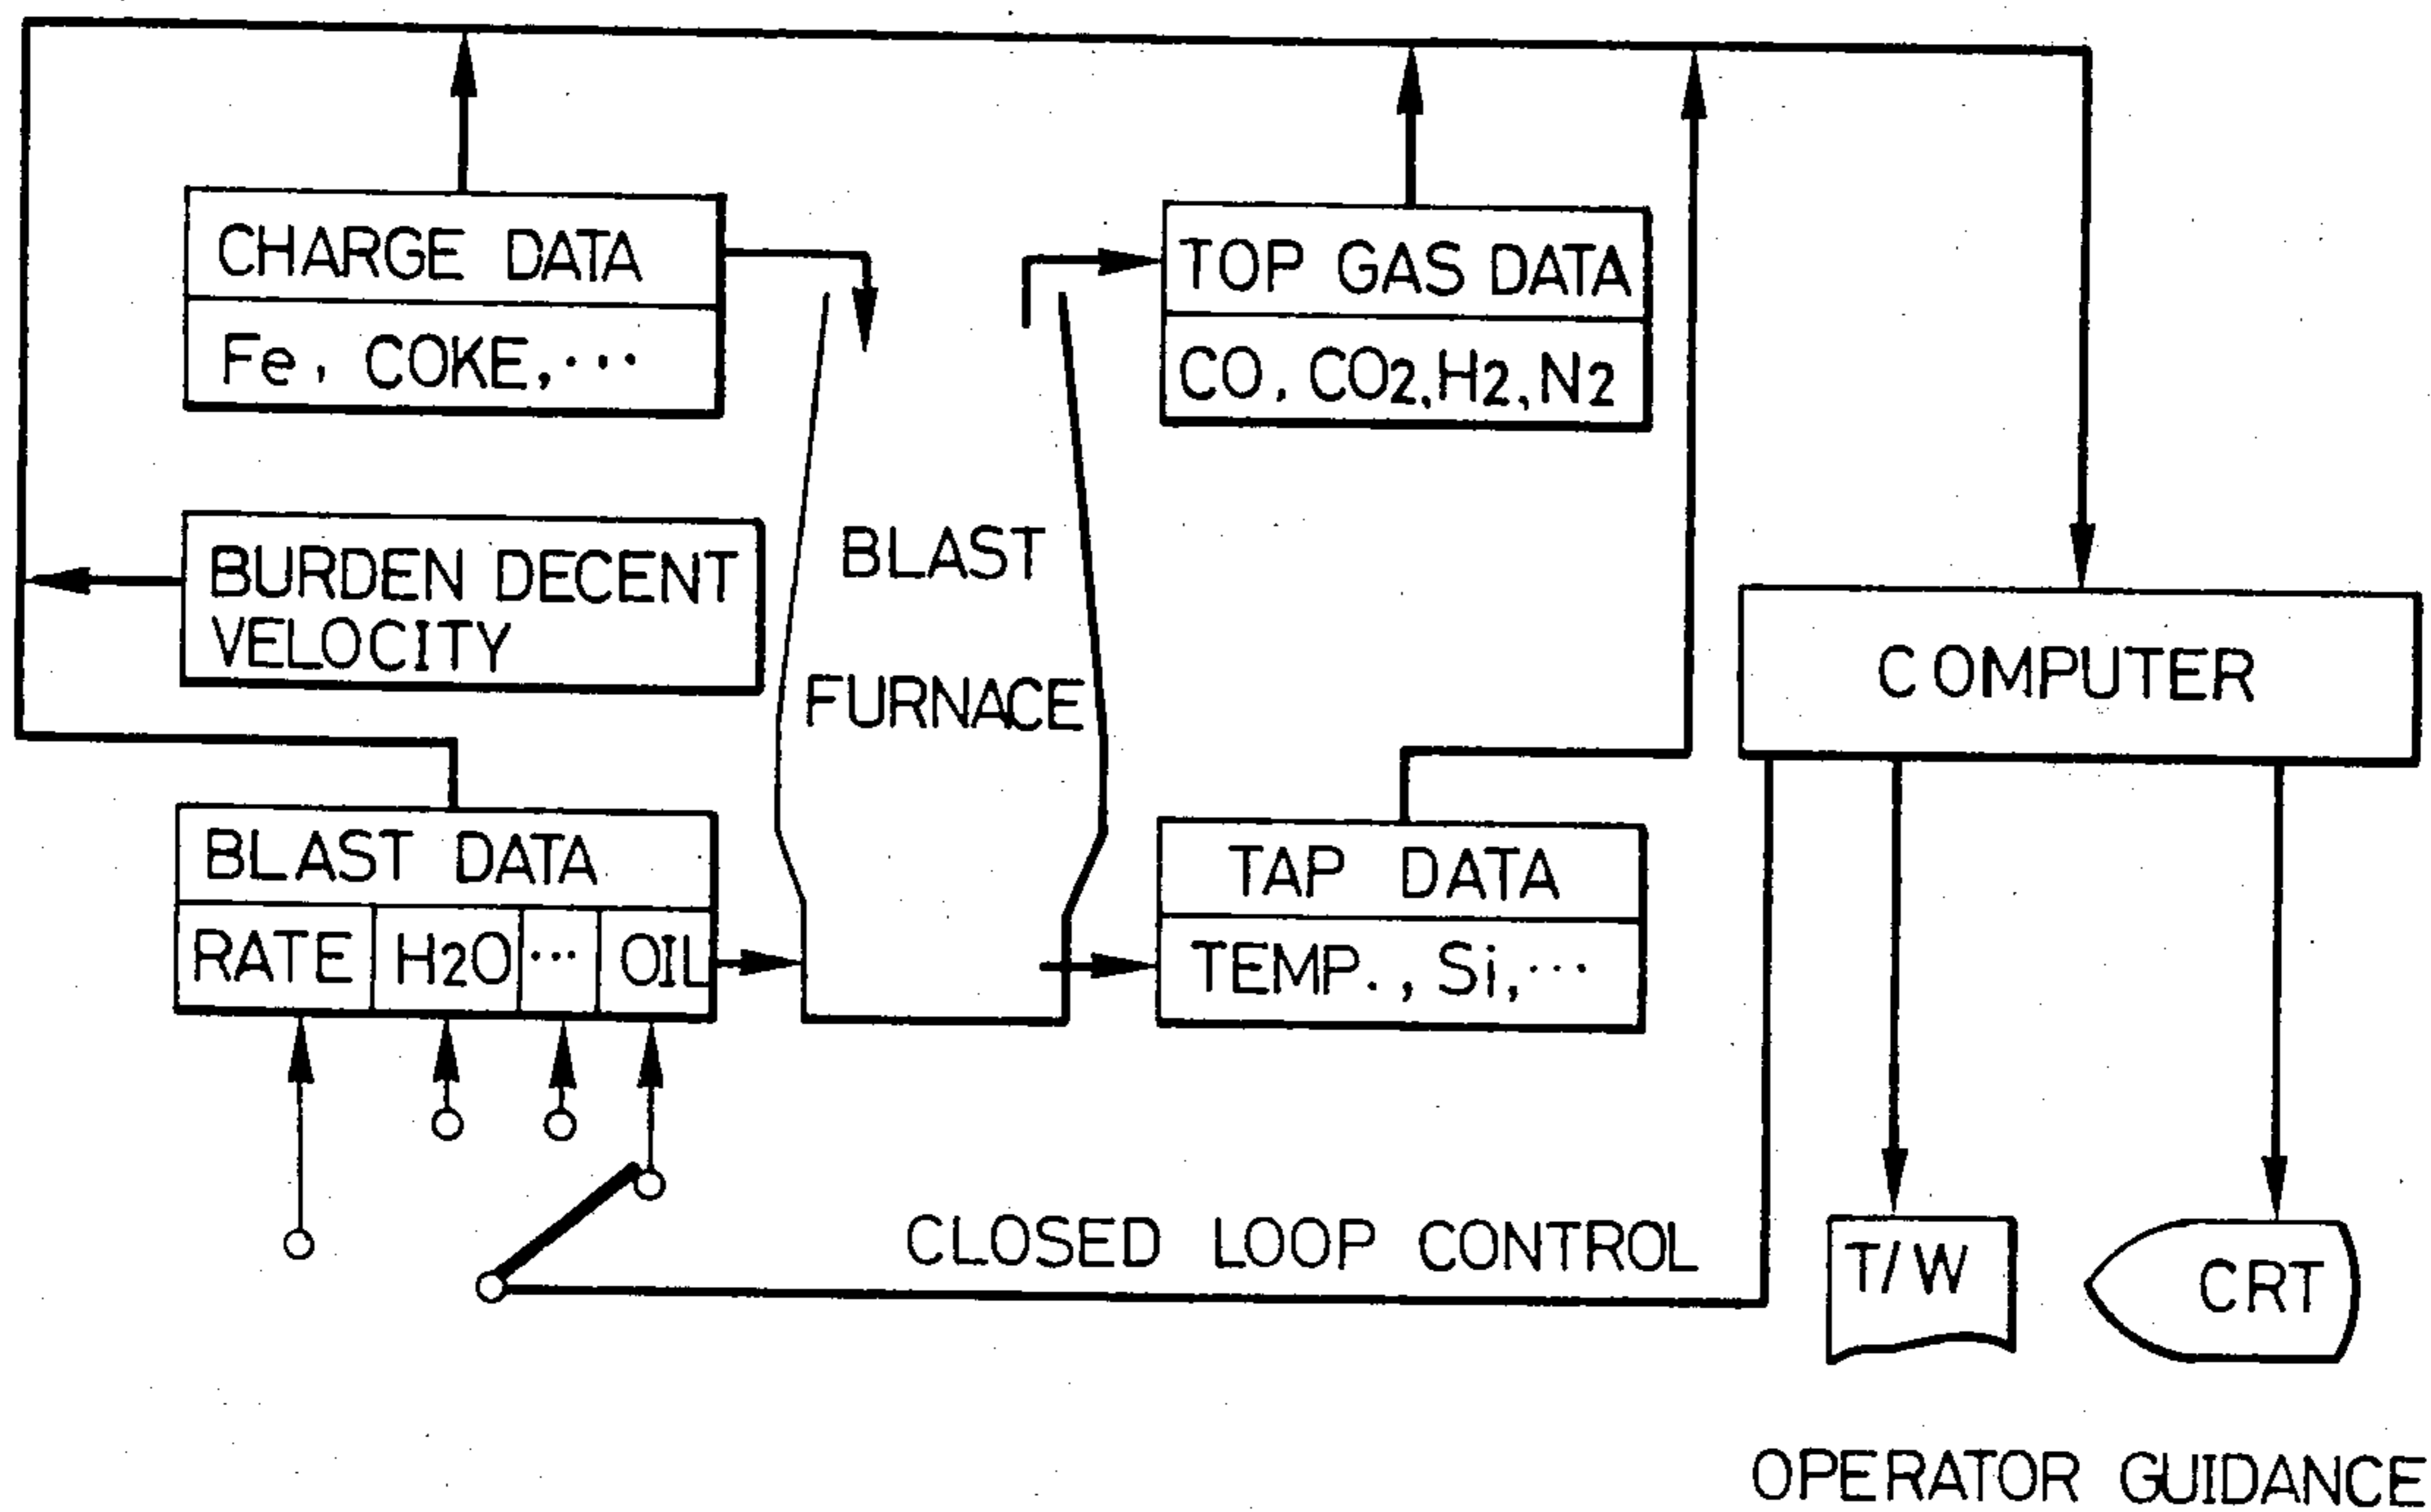 CHARGE DATA
Fe, COKE, ...
TOP GAS DATA
CO, CO2, H2, N2
BURDEN DECENT
VELOCITY
BLAST
FURNACE
COMPUTER
BLAST DATA
RATE H2O ... OIL
TAP DATA
TEMP., Si, ...
CLOSED LOOP CONTROL
T/W
CRT
OPERATOR GUIDANCE